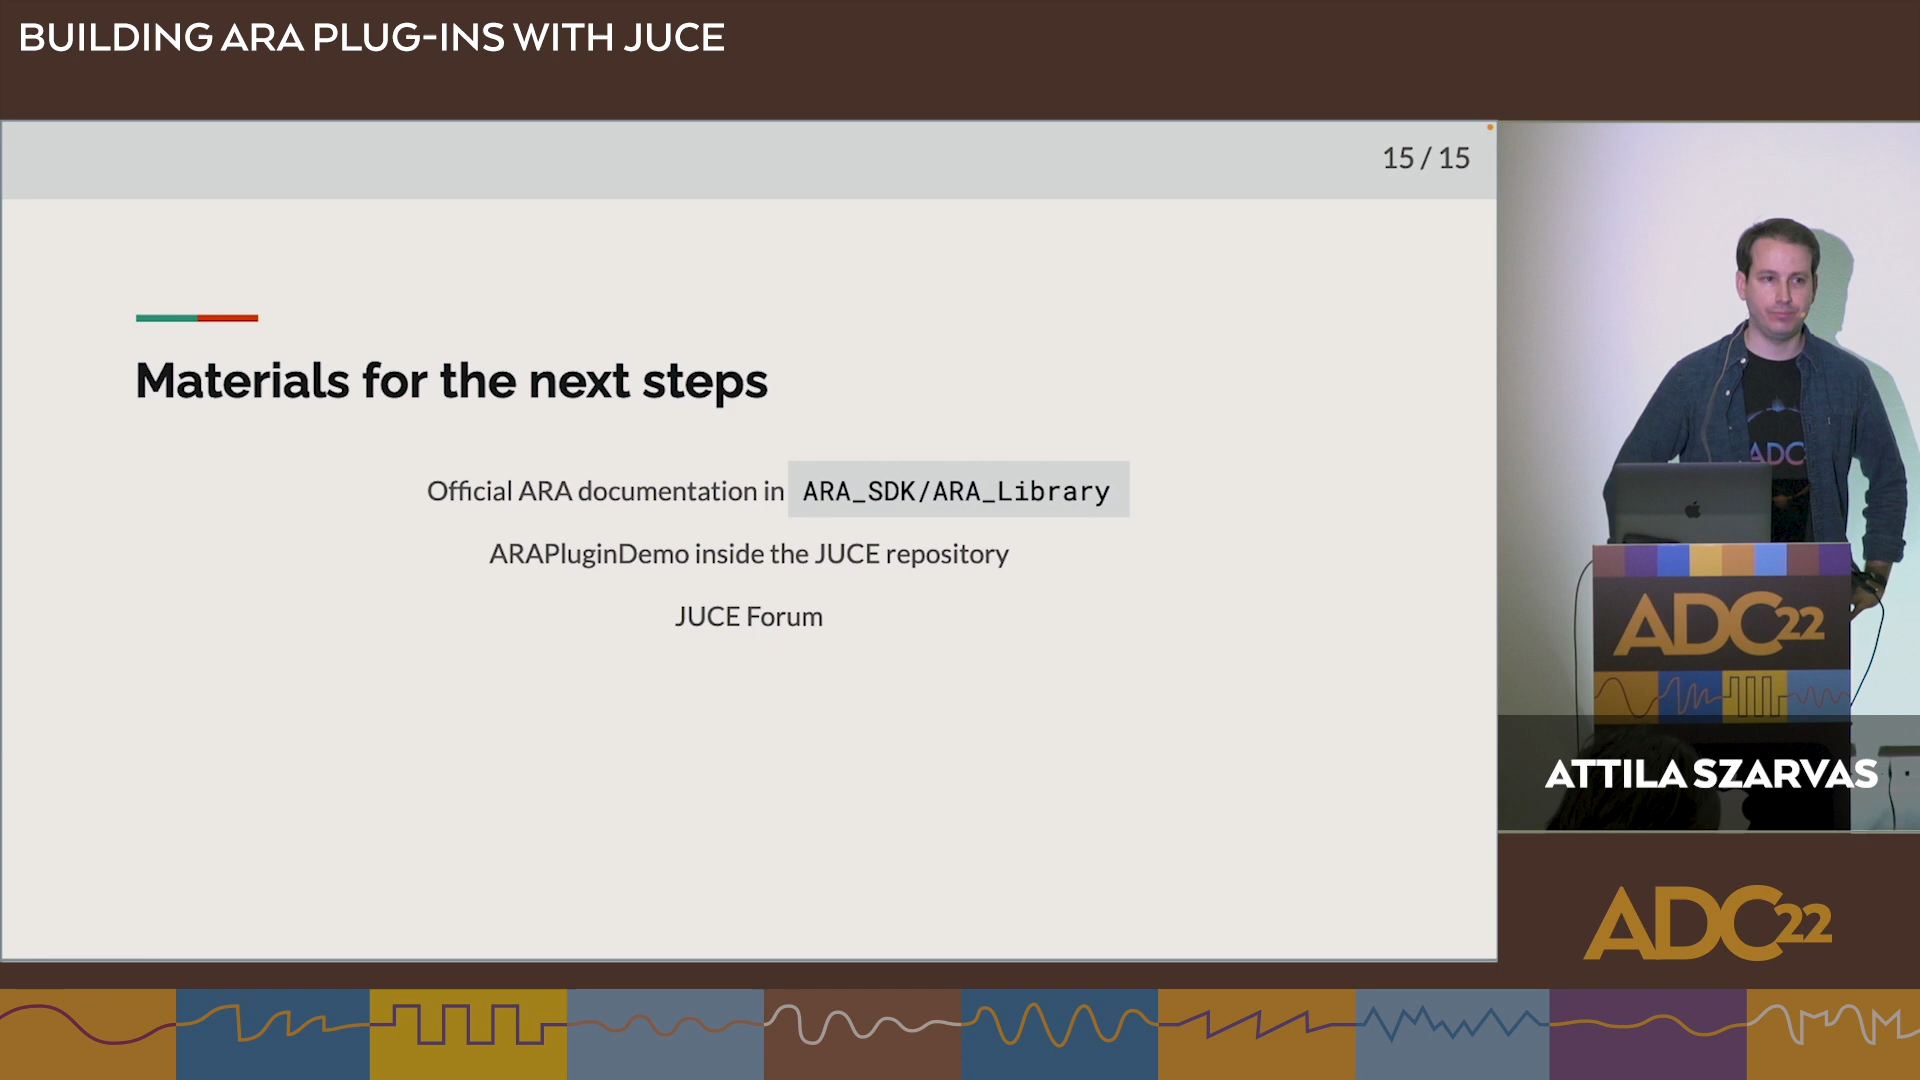 BUILDING ARA PLUG-INS WITH JUCE
15 / 15
Materials for the next steps
Official ARA documentation in ARA_SDK/ARA_Library
ARAPluginDemo inside the JUCE repository
JUCE Forum
ADC
ADC22
ATTILA SZARVAS
ADC22